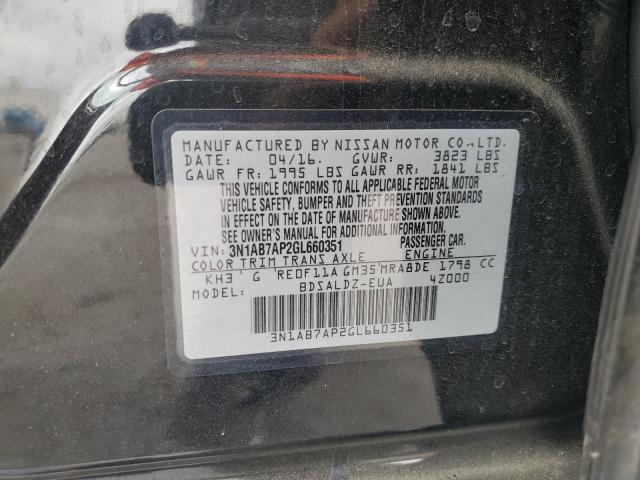 MANUFACTURED BY NISSAN MOTOR CO.,LTD.
DATE: 04/16. GVWR: 3823 LBS
GAWR FR: 1995 LBS GAWR RR: 1841 LBS
THIS VEHICLE CONFORMS TO ALL APPLICABLE FEDERAL MOTOR
VEHICLE SAFETY, BUMPER AND THEFT PREVENTION STANDARDS
IN EFFECT ON THE DATE OF MANUFACTURE SHOWN ABOVE.
SEE OWNER'S MANUAL FOR ADDITIONAL INFORMATION.
VIN: 3N1AB7AP2GL660351 PASSENGER CAR.
COLOR TRIM TRANS AXLE ENGINE
KH3 G RE0F11A GM35 MRA8DE 1798 CC
MODEL: BDSALDZ-EUA 4Z000
3N1AB7AP2GL660351